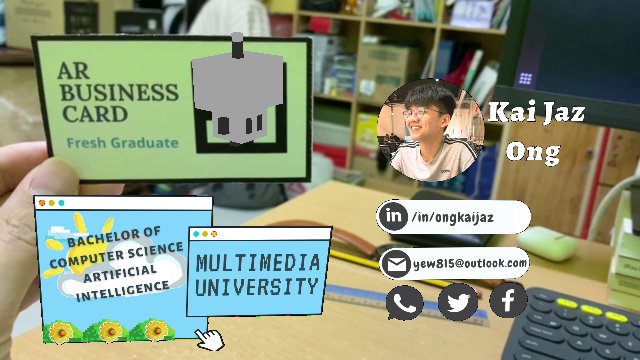 AR
BUSINESS
CARD
Fresh Graduate
Kai Jaz
Ong
in /in/ongkaijaz
yew815@outlook.com
BACHELOR OF
COMPUTER SCIENCE
ARTIFICIAL
INTELLIGENCE
MULTIMEDIA
UNIVERSITY